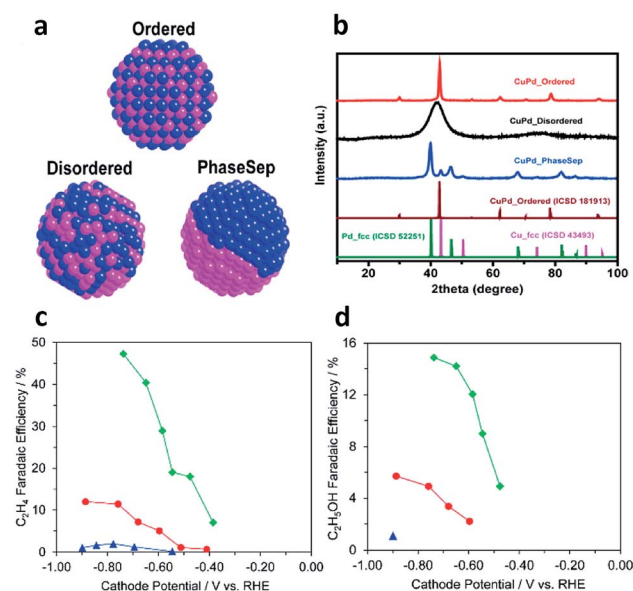 a
Ordered
Disordered
PhaseSep
b
Intensity (a.u.)
CuPd_Ordered
CuPd_Disordered
CuPd_PhaseSep
CuPd_Ordered (ICSD 181913)
Pd_fcc (ICSD 52251)
Cu_fcc (ICSD 43493)
20 40 60 80 100
2theta (degree)
c
C₂H₄ Faradaic Efficiency / %
50
40
30
20
10
0
-1.00 -0.80 -0.60 -0.40 -0.20 0.00
Cathode Potential / V vs. RHE
d
C₂H₅OH Faradaic Efficiency / %
16
12
8
4
0
-1.00 -0.80 -0.60 -0.40 -0.20 0.00
Cathode Potential / V vs. RHE